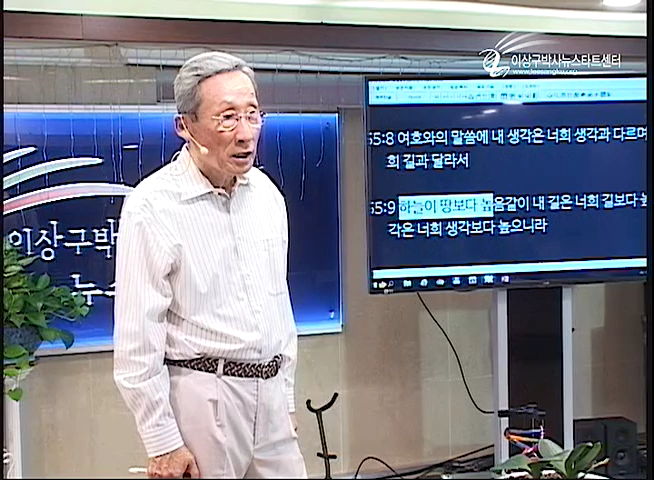 이상구박사뉴스타트센터
55:8 여호와의 말씀에 내 생각은 너희 생각과 다르며
희 길과 달라서
55:9 하늘이 땅보다 높음같이 내 길은 너희 길보다 높
각은 너희 생각보다 높으니라
이상구박
뉴스